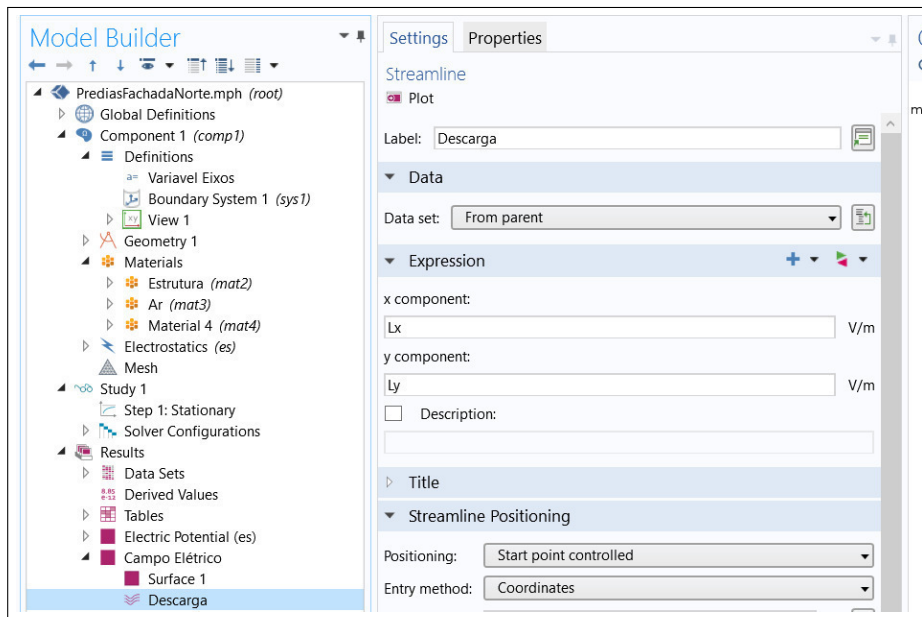 Model Builder
PrediasFachadaNorte.mph (root)
Global Definitions
Component 1 (comp1)
Definitions
a= Variavel Eixos
Boundary System 1 (sys1)
xy View 1
Geometry 1
Materials
Estrutura (mat2)
Ar (mat3)
Material 4 (mat4)
Electrostatics (es)
Mesh
Study 1
Step 1: Stationary
Solver Configurations
Results
Data Sets
8.85
e-12 Derived Values
Tables
Electric Potential (es)
Campo Elétrico
Surface 1
Descarga
Settings Properties
Streamline
Plot
Label: Descarga
Data
Data set: From parent
Expression
x component:
Lx V/m
y component:
Ly V/m
Description:
Title
Streamline Positioning
Positioning: Start point controlled
Entry method: Coordinates
m